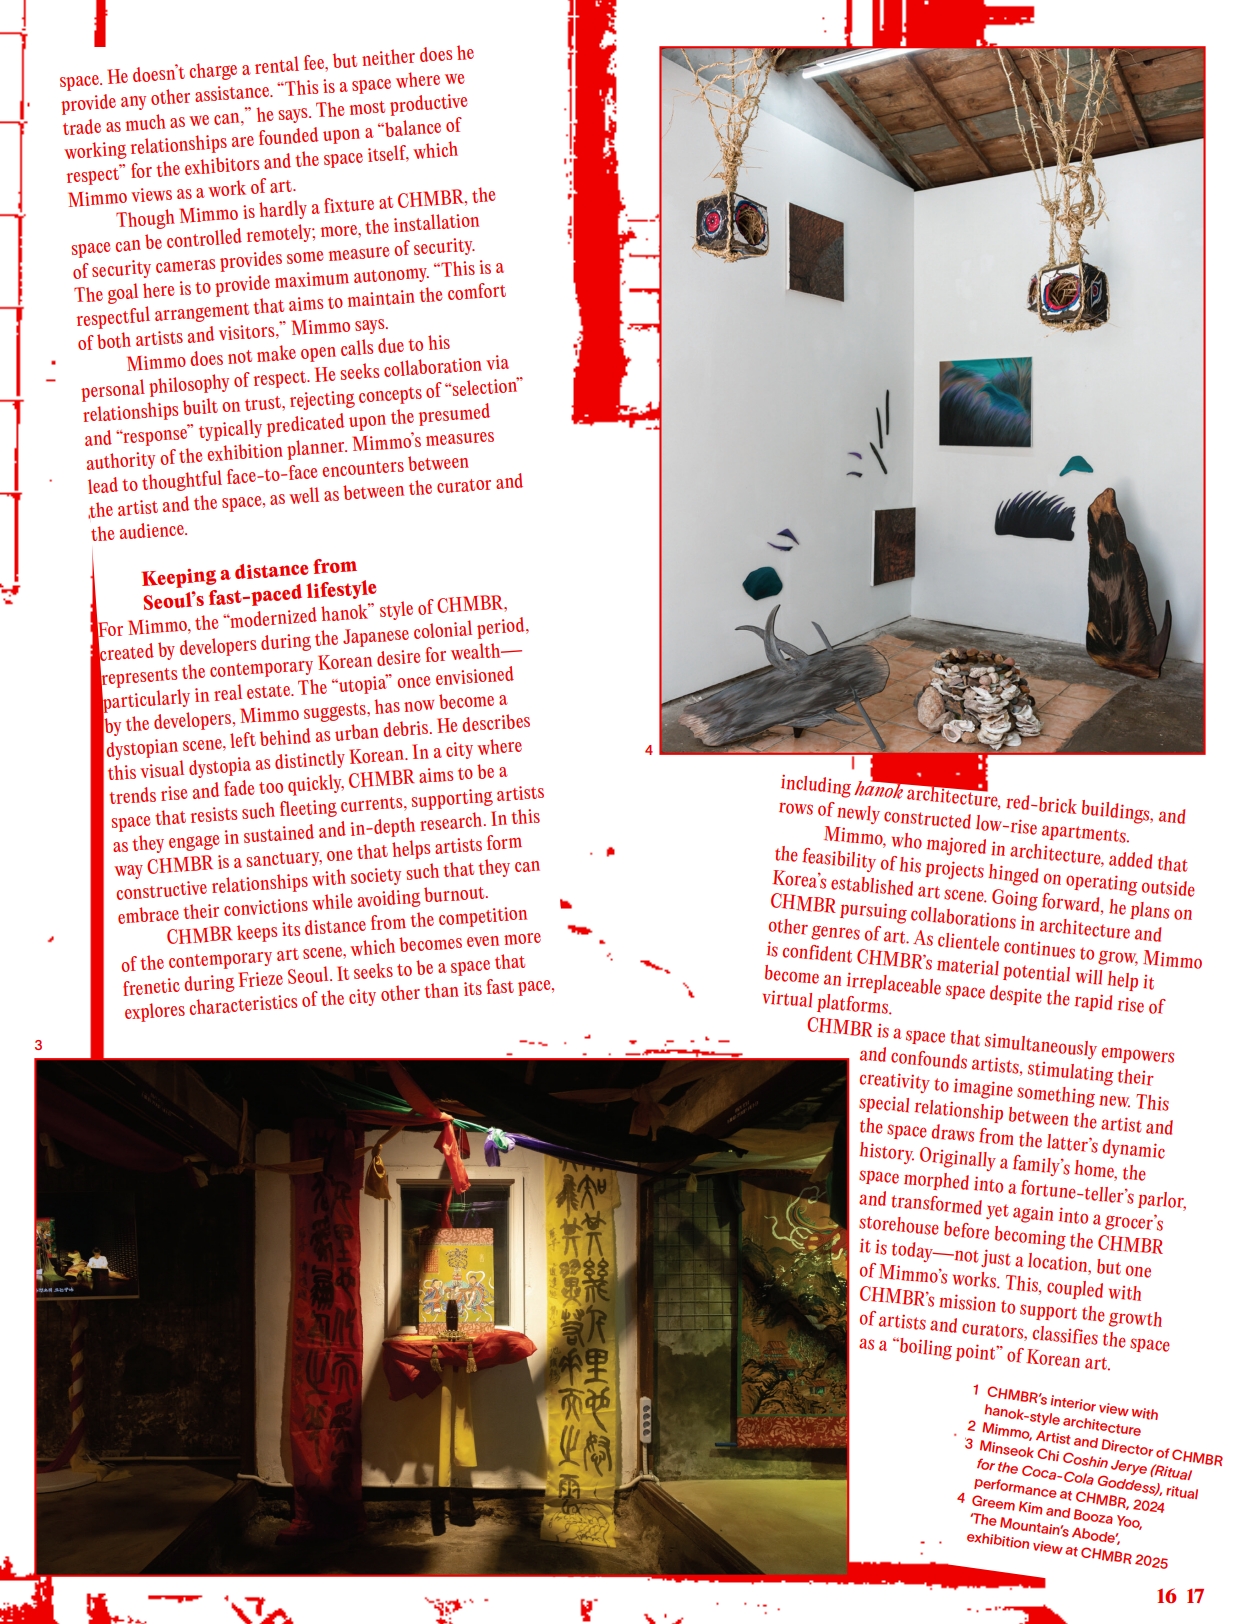 space. He doesn't charge a rental fee, but neither does he
provide any other assistance. “This is a space where we
trade as much as we can,” he says. The most productive
working relationships are founded upon a “balance of
respect” for the exhibitors and the space itself, which
Mimmo views as a work of art.
Though Mimmo is hardly a fixture at CHMBR, the
space can be controlled remotely; more, the installation
of security cameras provides some measure of security.
The goal here is to provide maximum autonomy. “This is a
respectful arrangement that aims to maintain the comfort
of both artists and visitors,” Mimmo says.
Mimmo does not make open calls due to his
personal philosophy of respect. He seeks collaboration via
relationships built on trust, rejecting concepts of “selection”
and “response” typically predicated upon the presumed
authority of the exhibition planner. Mimmo's measures
lead to thoughtful face-to-face encounters between
the artist and the space, as well as between the curator and
the audience.
Keeping a distance from
Seoul's fast-paced lifestyle
For Mimmo, the “modernized hanok” style of CHMBR,
created by developers during the Japanese colonial period,
represents the contemporary Korean desire for wealth—
particularly in real estate. The “utopia” once envisioned
by the developers, Mimmo suggests, has now become a
dystopian scene, left behind as urban debris. He describes
this visual dystopia as distinctly Korean. In a city where
trends rise and fade too quickly, CHMBR aims to be a
space that resists such fleeting currents, supporting artists
as they engage in sustained and in-depth research. In this
way CHMBR is a sanctuary, one that helps artists form
constructive relationships with society such that they can
embrace their convictions while avoiding burnout.
CHMBR keeps its distance from the competition
of the contemporary art scene, which becomes even more
frenetic during Frieze Seoul. It seeks to be a space that
explores characteristics of the city other than its fast pace,
3
4
including hanok architecture, red-brick buildings, and
rows of newly constructed low-rise apartments.
Mimmo, who majored in architecture, added that
the feasibility of his projects hinged on operating outside
Korea's established art scene. Going forward, he plans on
CHMBR pursuing collaborations in architecture and
other genres of art. As clientele continues to grow, Mimmo
is confident CHMBR's material potential will help it
become an irreplaceable space despite the rapid rise of
virtual platforms.
CHMBR is a space that simultaneously empowers
and confounds artists, stimulating their
creativity to imagine something new. This
special relationship between the artist and
the space draws from the latter's dynamic
history. Originally a family's home, the
space morphed into a fortune-teller's parlor,
and transformed yet again into a grocer's
storehouse before becoming the CHMBR
it is today—not just a location, but one
of Mimmo's works. This, coupled with
CHMBR's mission to support the growth
of artists and curators, classifies the space
as a “boiling point” of Korean art.
1 CHMBR's interior view with
hanok-style architecture
2 Mimmo, Artist and Director of CHMBR
3 Minseok Chi Coshin Jerye (Ritual
for the Coca-Cola Goddess), ritual
performance at CHMBR, 2024
4 Greem Kim and Booza Yoo,
‘The Mountain's Abode’,
exhibition view at CHMBR 2025
16 17